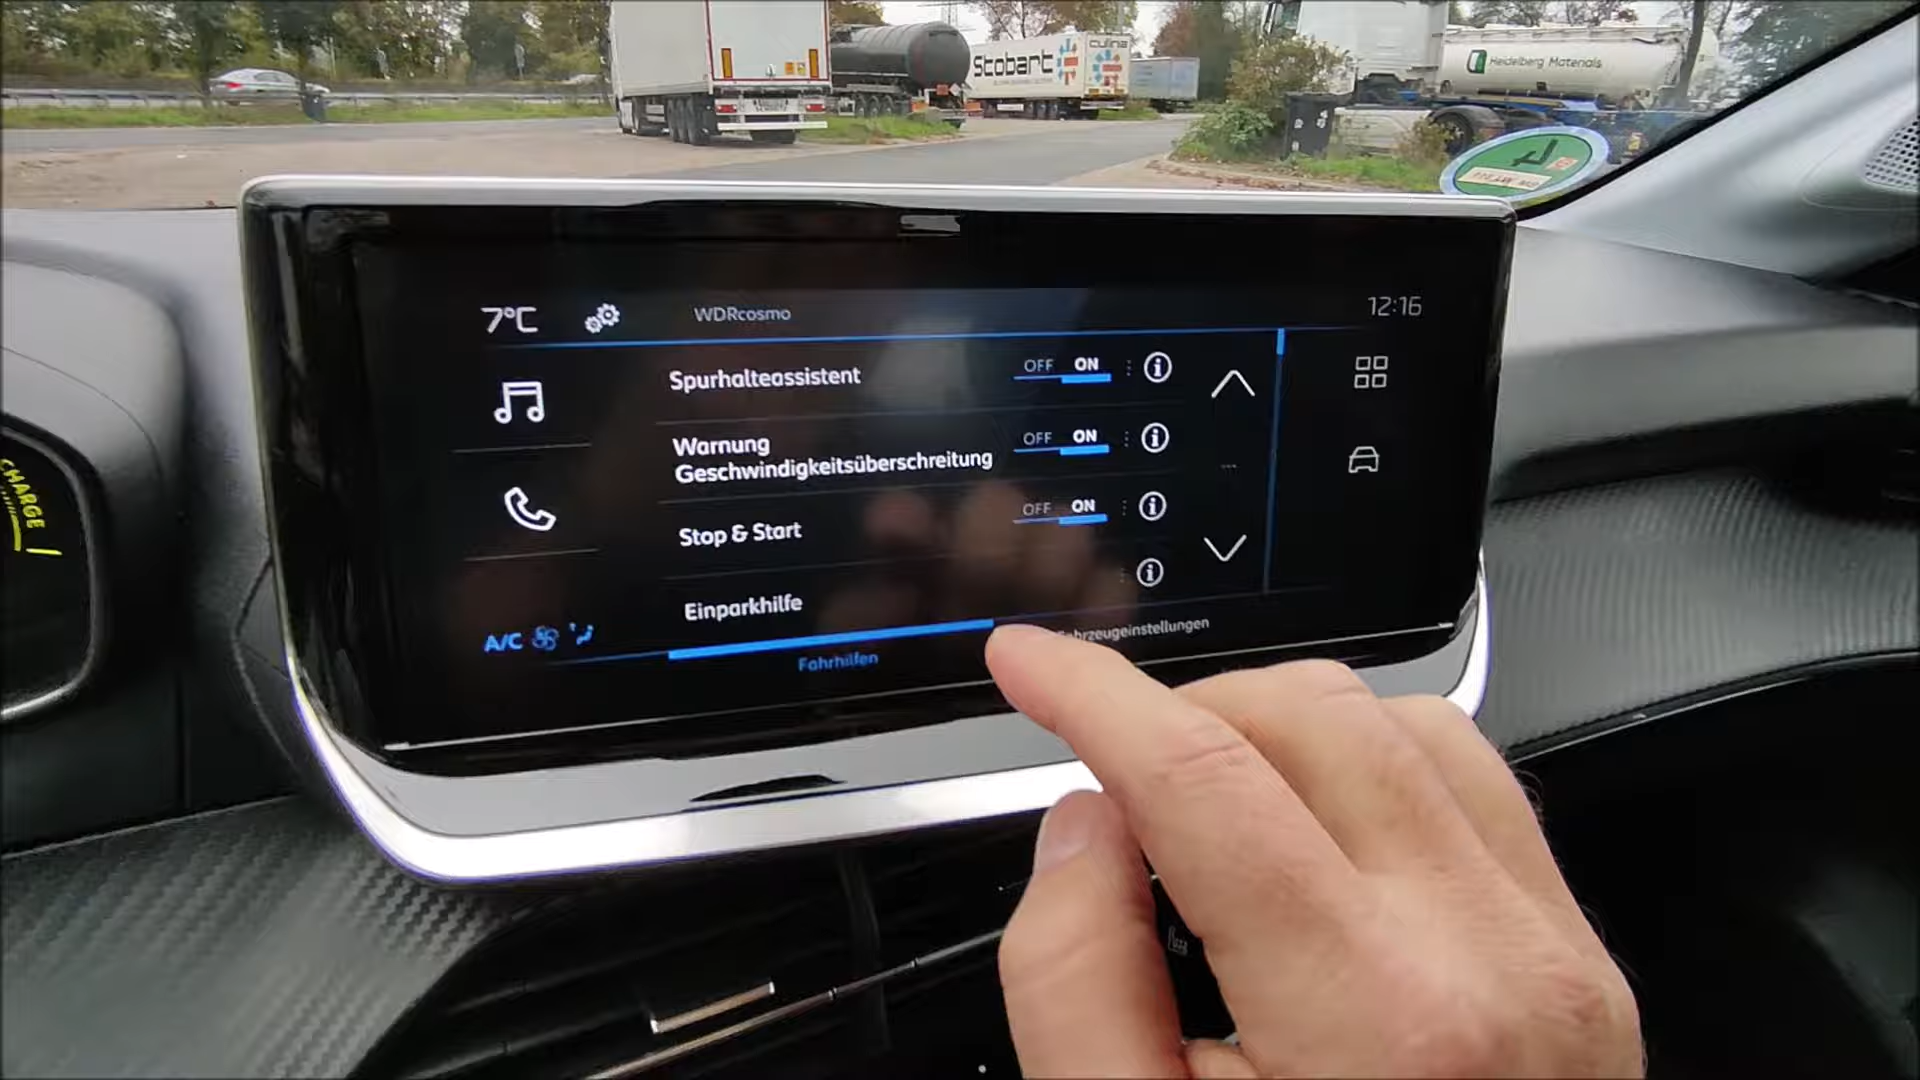 Stobart
culina
Heidelberg Materials
7°C
WDRcosmo
12:16
Spurhalteassistent
OFF ON
Warnung
Geschwindigkeitsüberschreitung
OFF ON
Stop & Start
OFF ON
Einparkhilfe
A/C
Fahrhilfen
Fahrzeugeinstellungen
CHARGE